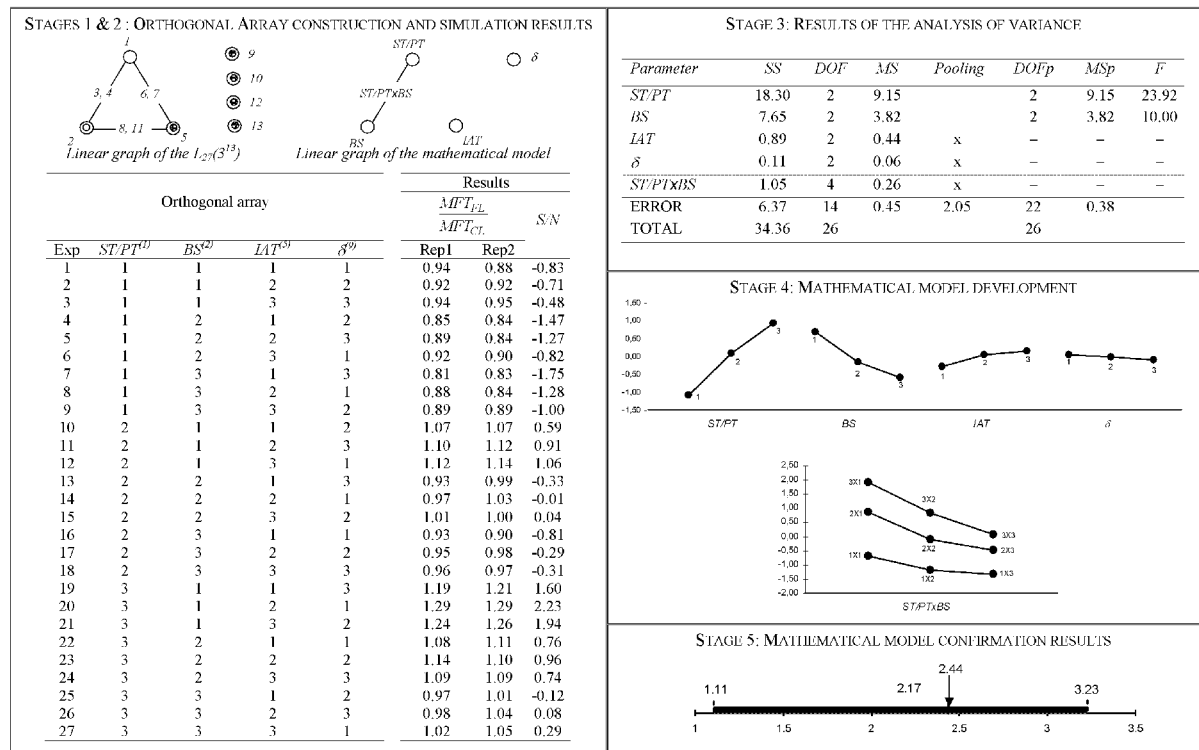 STAGES 1 & 2 : ORTHOGONAL ARRAY CONSTRUCTION AND SIMULATION RESULTS
1
3, 4
6, 7
2
8, 11
5
9
10
12
13
Linear graph of the L27(3^13)
ST/PT
δ
ST/PTxBS
BS
IAT
Linear graph of the mathematical model
Orthogonal array
Results
MFT_FL
MFT_CL
S/N
Exp ST/PT(1) BS(2) IAT(5) δ(9) Rep1 Rep2
1 1 1 1 1 0.94 0.88 -0.83
2 1 1 2 2 0.92 0.92 -0.71
3 1 1 3 3 0.94 0.95 -0.48
4 1 2 1 2 0.85 0.84 -1.47
5 1 2 2 3 0.89 0.84 -1.27
6 1 2 3 1 0.92 0.90 -0.82
7 1 3 1 3 0.81 0.83 -1.75
8 1 3 2 1 0.88 0.84 -1.28
9 1 3 3 2 0.89 0.89 -1.00
10 2 1 1 2 1.07 1.07 0.59
11 2 1 2 3 1.10 1.12 0.91
12 2 1 3 1 1.12 1.14 1.06
13 2 2 1 3 0.93 0.99 -0.33
14 2 2 2 1 0.97 1.03 -0.01
15 2 2 3 2 1.01 1.00 0.04
16 2 3 1 1 0.93 0.90 -0.81
17 2 3 2 2 0.95 0.98 -0.29
18 2 3 3 3 0.96 0.97 -0.31
19 3 1 1 3 1.19 1.21 1.60
20 3 1 2 1 1.29 1.29 2.23
21 3 1 3 2 1.24 1.26 1.94
22 3 2 1 1 1.08 1.11 0.76
23 3 2 2 2 1.14 1.10 0.96
24 3 2 3 3 1.09 1.09 0.74
25 3 3 1 2 0.97 1.01 -0.12
26 3 3 2 3 0.98 1.04 0.08
27 3 3 3 1 1.02 1.05 0.29
STAGE 3: RESULTS OF THE ANALYSIS OF VARIANCE
Parameter SS DOF MS Pooling DOFp MSp F
ST/PT 18.30 2 9.15 2 9.15 23.92
BS 7.65 2 3.82 2 3.82 10.00
IAT 0.89 2 0.44 x – – –
δ 0.11 2 0.06 x – – –
ST/PTxBS 1.05 4 0.26 x – – –
ERROR 6.37 14 0.45 2.05 22 0.38
TOTAL 34.36 26 26
STAGE 4: MATHEMATICAL MODEL DEVELOPMENT
1,50
1,00
0,50
0,00
-0,50
-1,00
-1,50
1 2 3
1 2 3
1 2 3
1 2 3
ST/PT BS IAT δ
2,50
2,00
1,50
1,00
0,50
0,00
-0,50
-1,00
-1,50
-2,00
3X1 3X2 3X3
2X1 2X2 2X3
1X1 1X2 1X3
ST/PTxBS
STAGE 5: MATHEMATICAL MODEL CONFIRMATION RESULTS
2.44
1.11 2.17 3.23
1 1.5 2 2.5 3 3.5